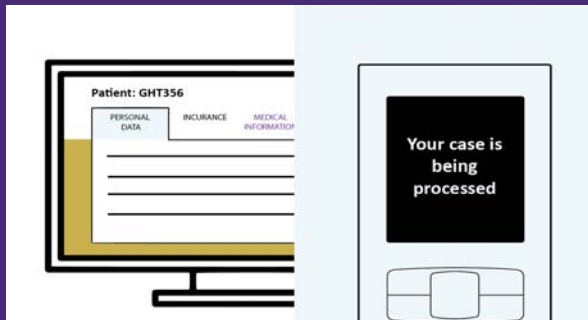 Patient: GHT356
PERSONAL
DATA
INCURANCE
MEDICAL
INFORMATION
Your case is
being
processed